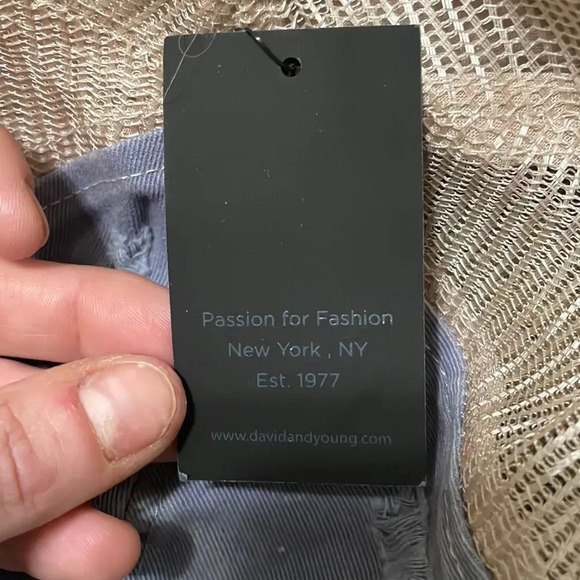 Passion for Fashion
New York , NY
Est. 1977
www.davidandyoung.com